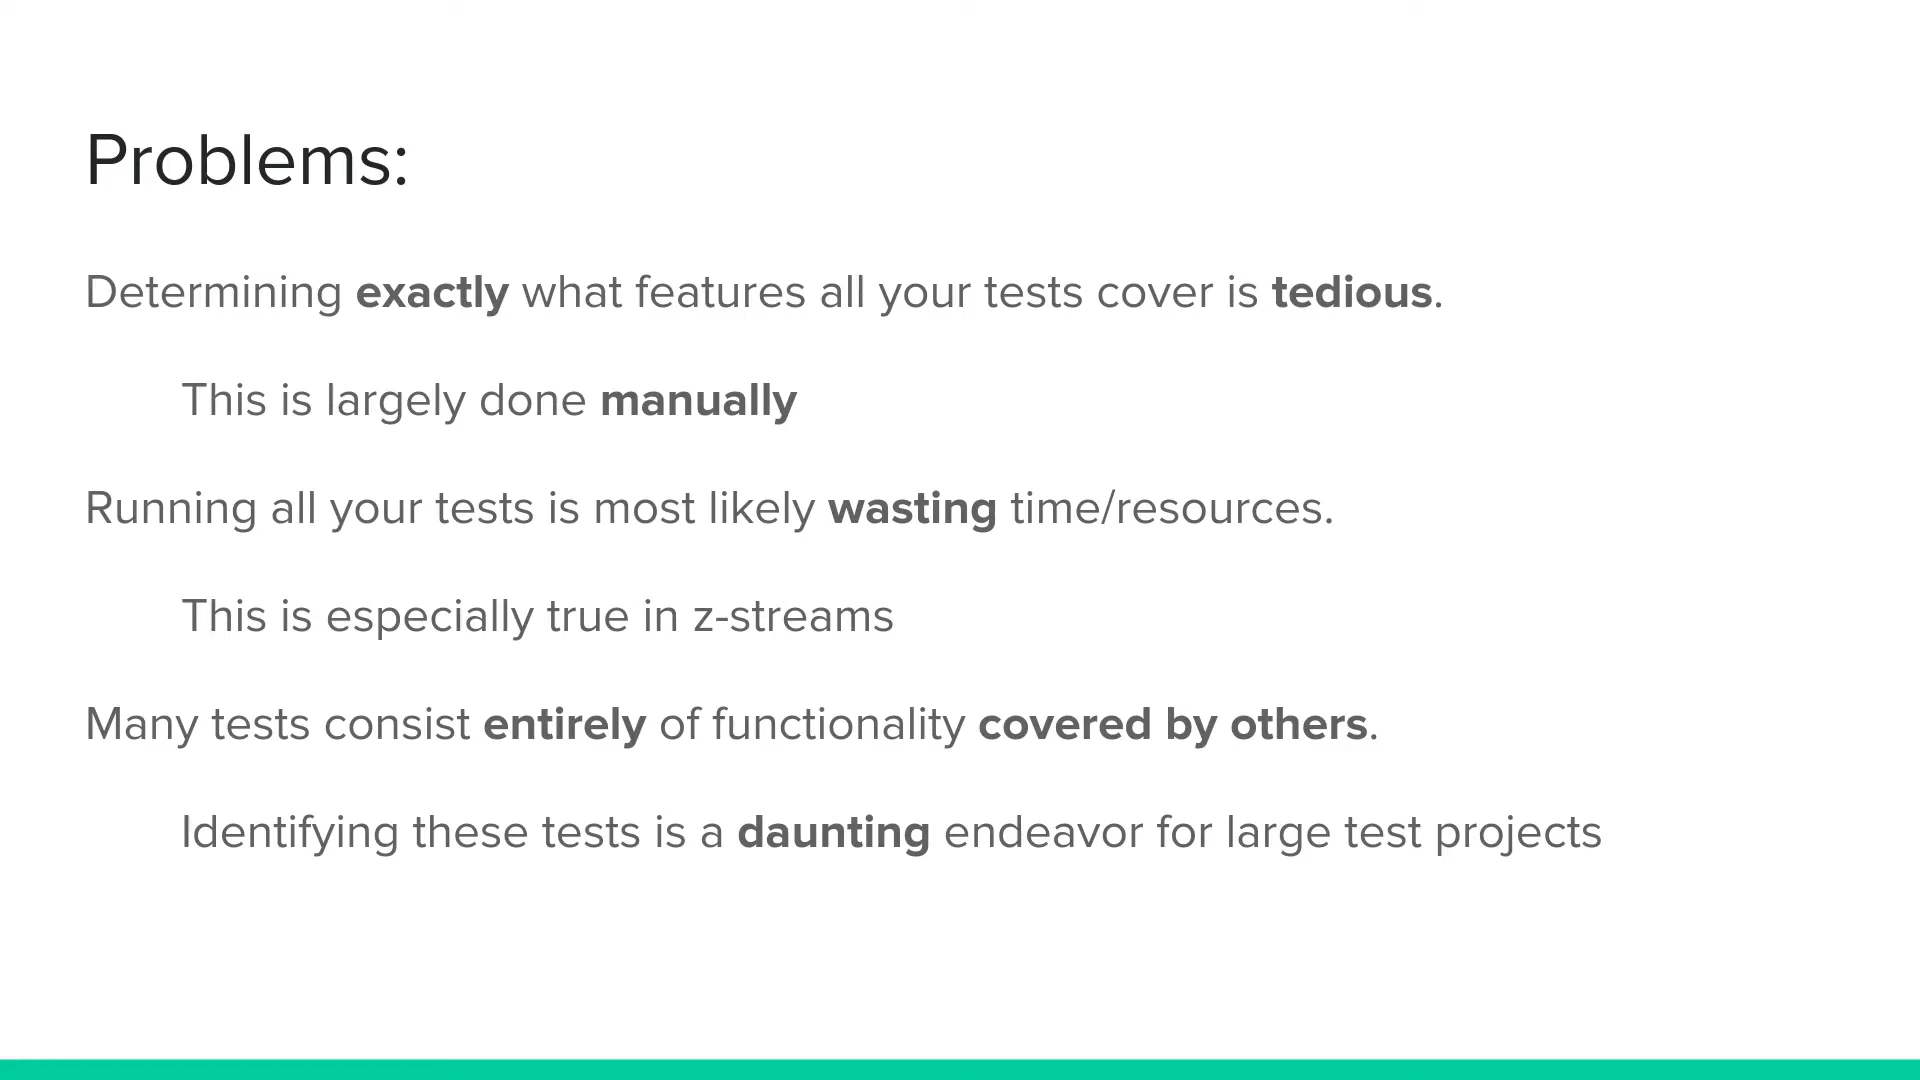 Problems:
Determining exactly what features all your tests cover is tedious.
This is largely done manually
Running all your tests is most likely wasting time/resources.
This is especially true in z-streams
Many tests consist entirely of functionality covered by others.
Identifying these tests is a daunting endeavor for large test projects